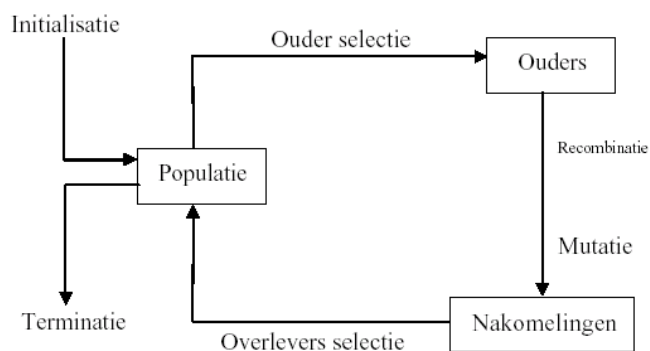 Initialisatie
Ouder selectie
Ouders
Recombinatie
Populatie
Mutatie
Terminatie
Overlevers selectie
Nakomelingen